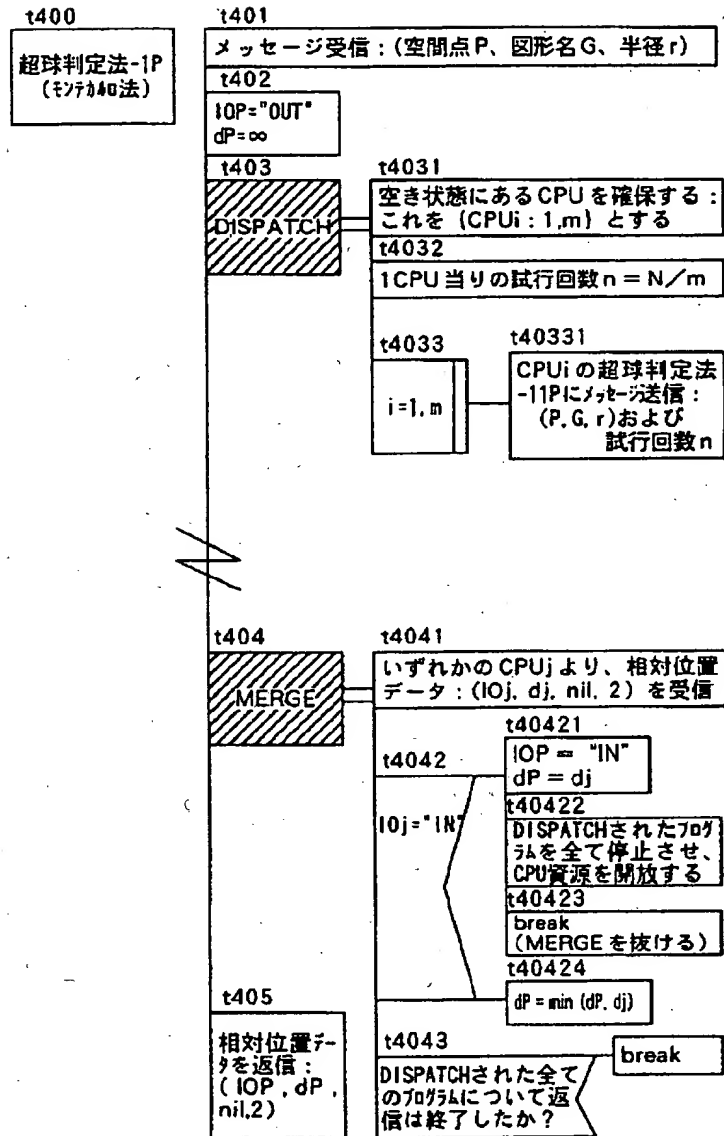 t400
超球判定法-1P
(モンテカルロ法)
t401
メッセージ受信：(空間点P、図形名G、半径r)
t402
IOP="OUT"
dP=∞
t403
DISPATCH
t4031
空き状態にあるCPUを確保する：
これを {CPUi：1,m} とする
t4032
1CPU当りの試行回数n＝N／m
t4033
i=1,m
t40331
CPUiの超球判定法
-11Pにメッセージ送信：
(P,G,r)および
試行回数n
t404
MERGE
t4041
いずれかのCPUjより、相対位置
データ：(IOj, dj, nil, 2) を受信
t4042
IOj="IN"
t40421
IOP = "IN"
dP = dj
t40422
DISPATCHされたプログ
ラムを全て停止させ、
CPU資源を開放する
t40423
break
(MERGEを抜ける)
t40424
dP = min (dP, dj)
t405
相対位置デー
タを返信：
( IOP , dP ,
nil,2)
t4043
DISPATCHされた全て
のプログラムについて返
信は終了したか？
break